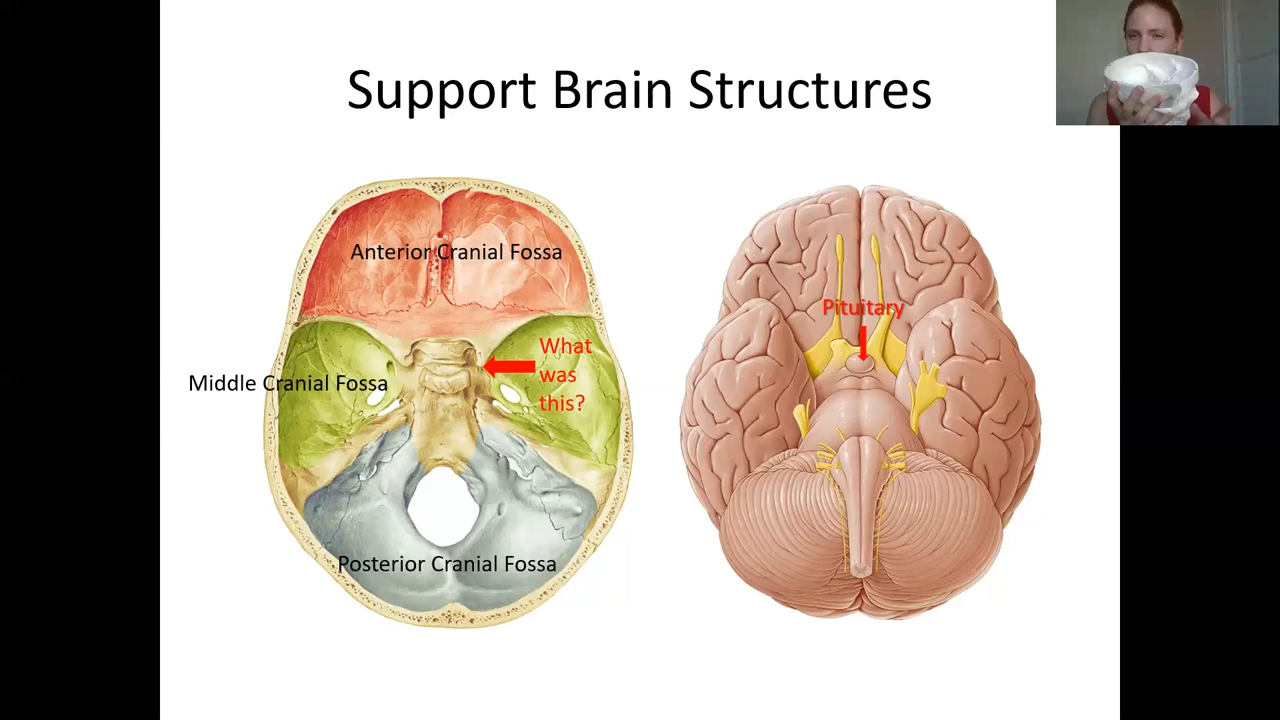 Support Brain Structures
Anterior Cranial Fossa
Pituitary
What
was
this?
Middle Cranial Fossa
Posterior Cranial Fossa